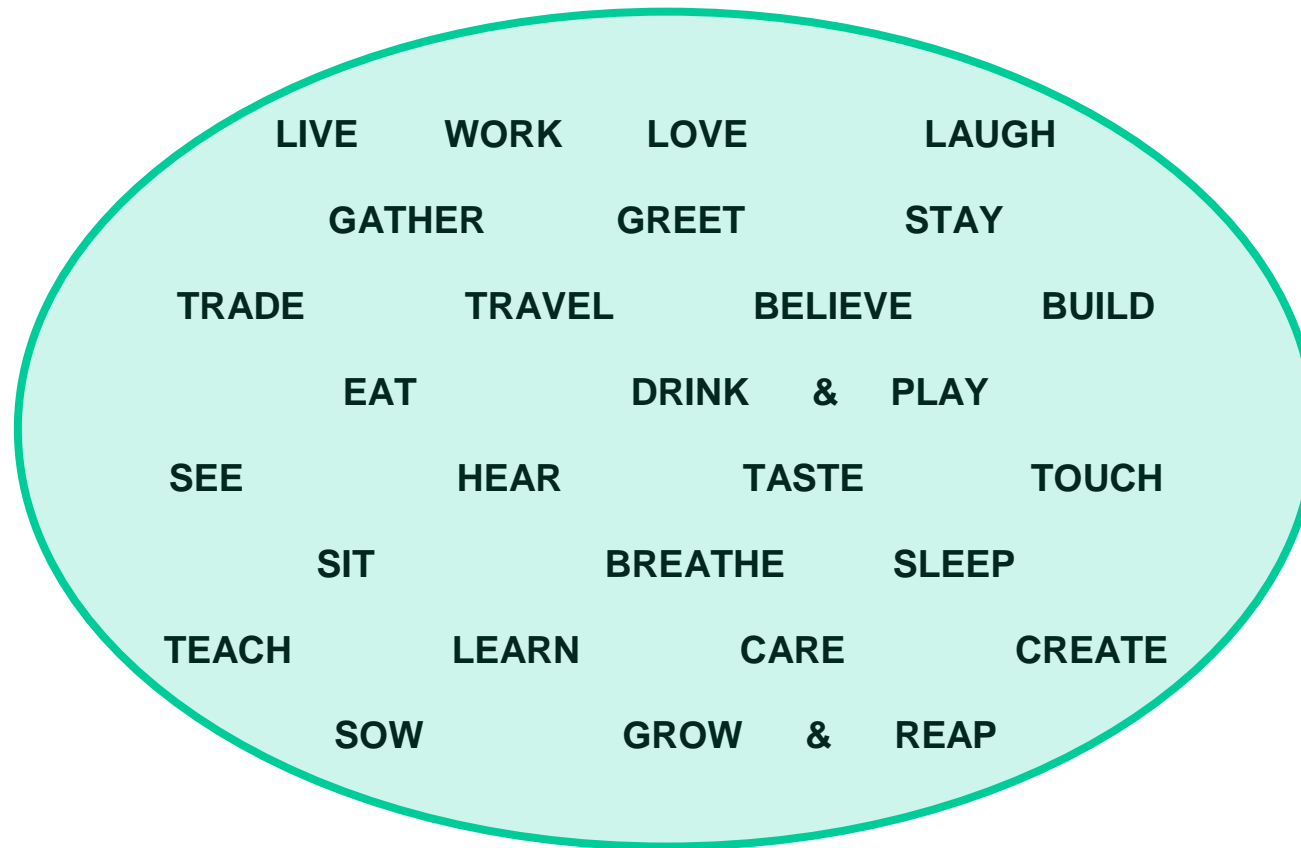 LIVE WORK LOVE LAUGH
GATHER GREET STAY
TRADE TRAVEL BELIEVE BUILD
EAT DRINK & PLAY
SEE HEAR TASTE TOUCH
SIT BREATHE SLEEP
TEACH LEARN CARE CREATE
SOW GROW & REAP